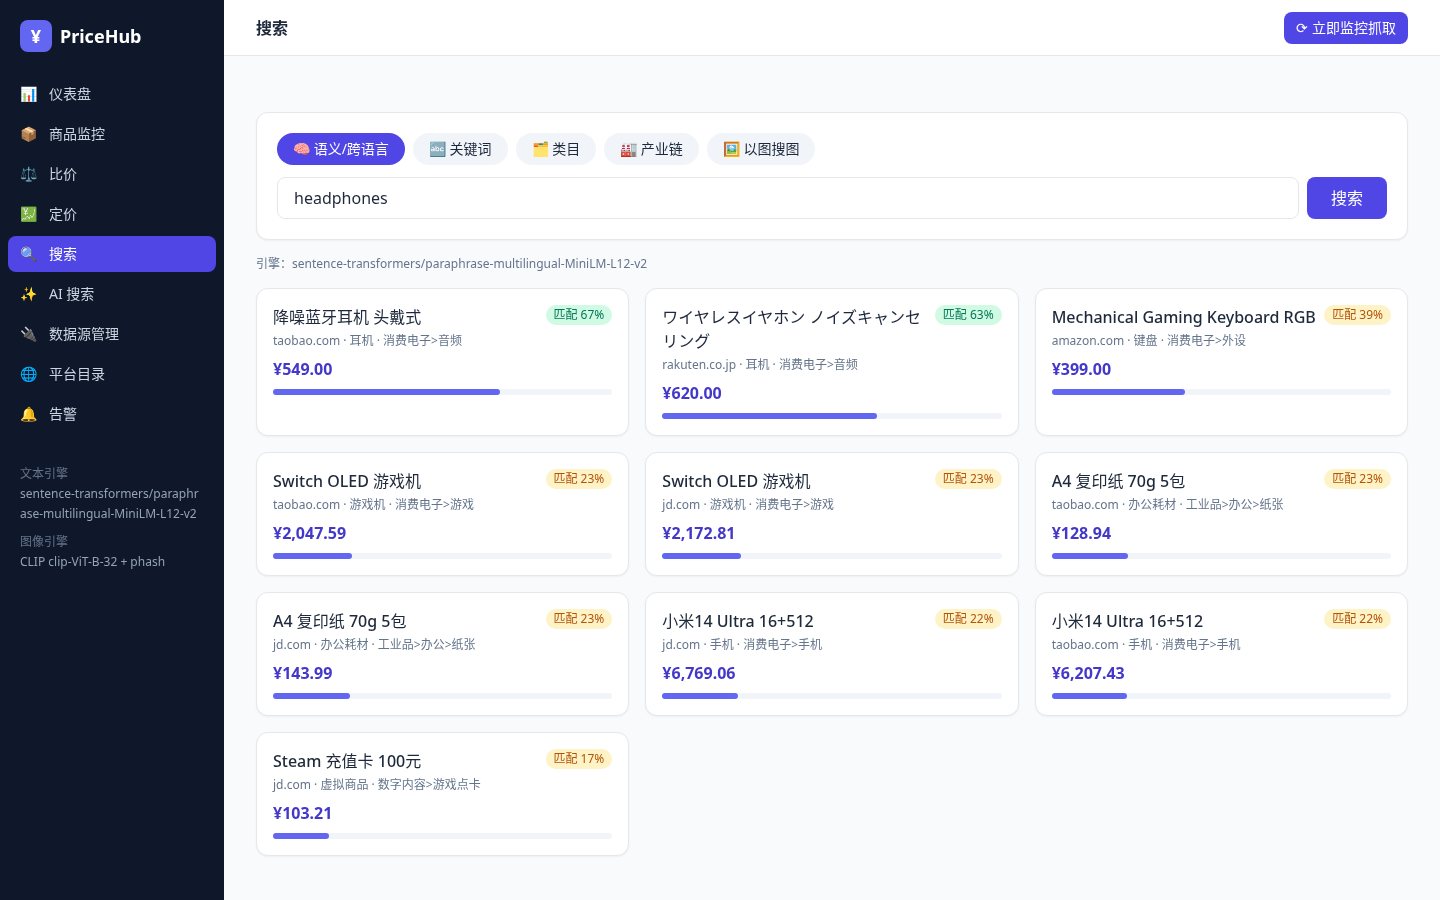 ¥ PriceHub
📊 仪表盘
📦 商品监控
⚖️ 比价
💹 定价
🔍 搜索
✨ AI 搜索
🔌 数据源管理
🌐 平台目录
🔔 告警
文本引擎
sentence-transformers/paraphr
ase-multilingual-MiniLM-L12-v2
图像引擎
CLIP clip-ViT-B-32 + phash
搜索
⟳ 立即监控抓取
🧠 语义/跨语言
🔤 关键词
🗂️ 类目
🏭 产业链
🖼️ 以图搜图
headphones
搜索
引擎：sentence-transformers/paraphrase-multilingual-MiniLM-L12-v2
降噪蓝牙耳机 头戴式
匹配 67%
taobao.com · 耳机 · 消费电子>音频
¥549.00
ワイヤレスイヤホン ノイズキャンセ
リング
匹配 63%
rakuten.co.jp · 耳机 · 消费电子>音频
¥620.00
Mechanical Gaming Keyboard RGB
匹配 39%
amazon.com · 键盘 · 消费电子>外设
¥399.00
Switch OLED 游戏机
匹配 23%
taobao.com · 游戏机 · 消费电子>游戏
¥2,047.59
Switch OLED 游戏机
匹配 23%
jd.com · 游戏机 · 消费电子>游戏
¥2,172.81
A4 复印纸 70g 5包
匹配 23%
taobao.com · 办公耗材 · 工业品>办公>纸张
¥128.94
A4 复印纸 70g 5包
匹配 23%
jd.com · 办公耗材 · 工业品>办公>纸张
¥143.99
小米14 Ultra 16+512
匹配 22%
jd.com · 手机 · 消费电子>手机
¥6,769.06
小米14 Ultra 16+512
匹配 22%
taobao.com · 手机 · 消费电子>手机
¥6,207.43
Steam 充值卡 100元
匹配 17%
jd.com · 虚拟商品 · 数字内容>游戏点卡
¥103.21